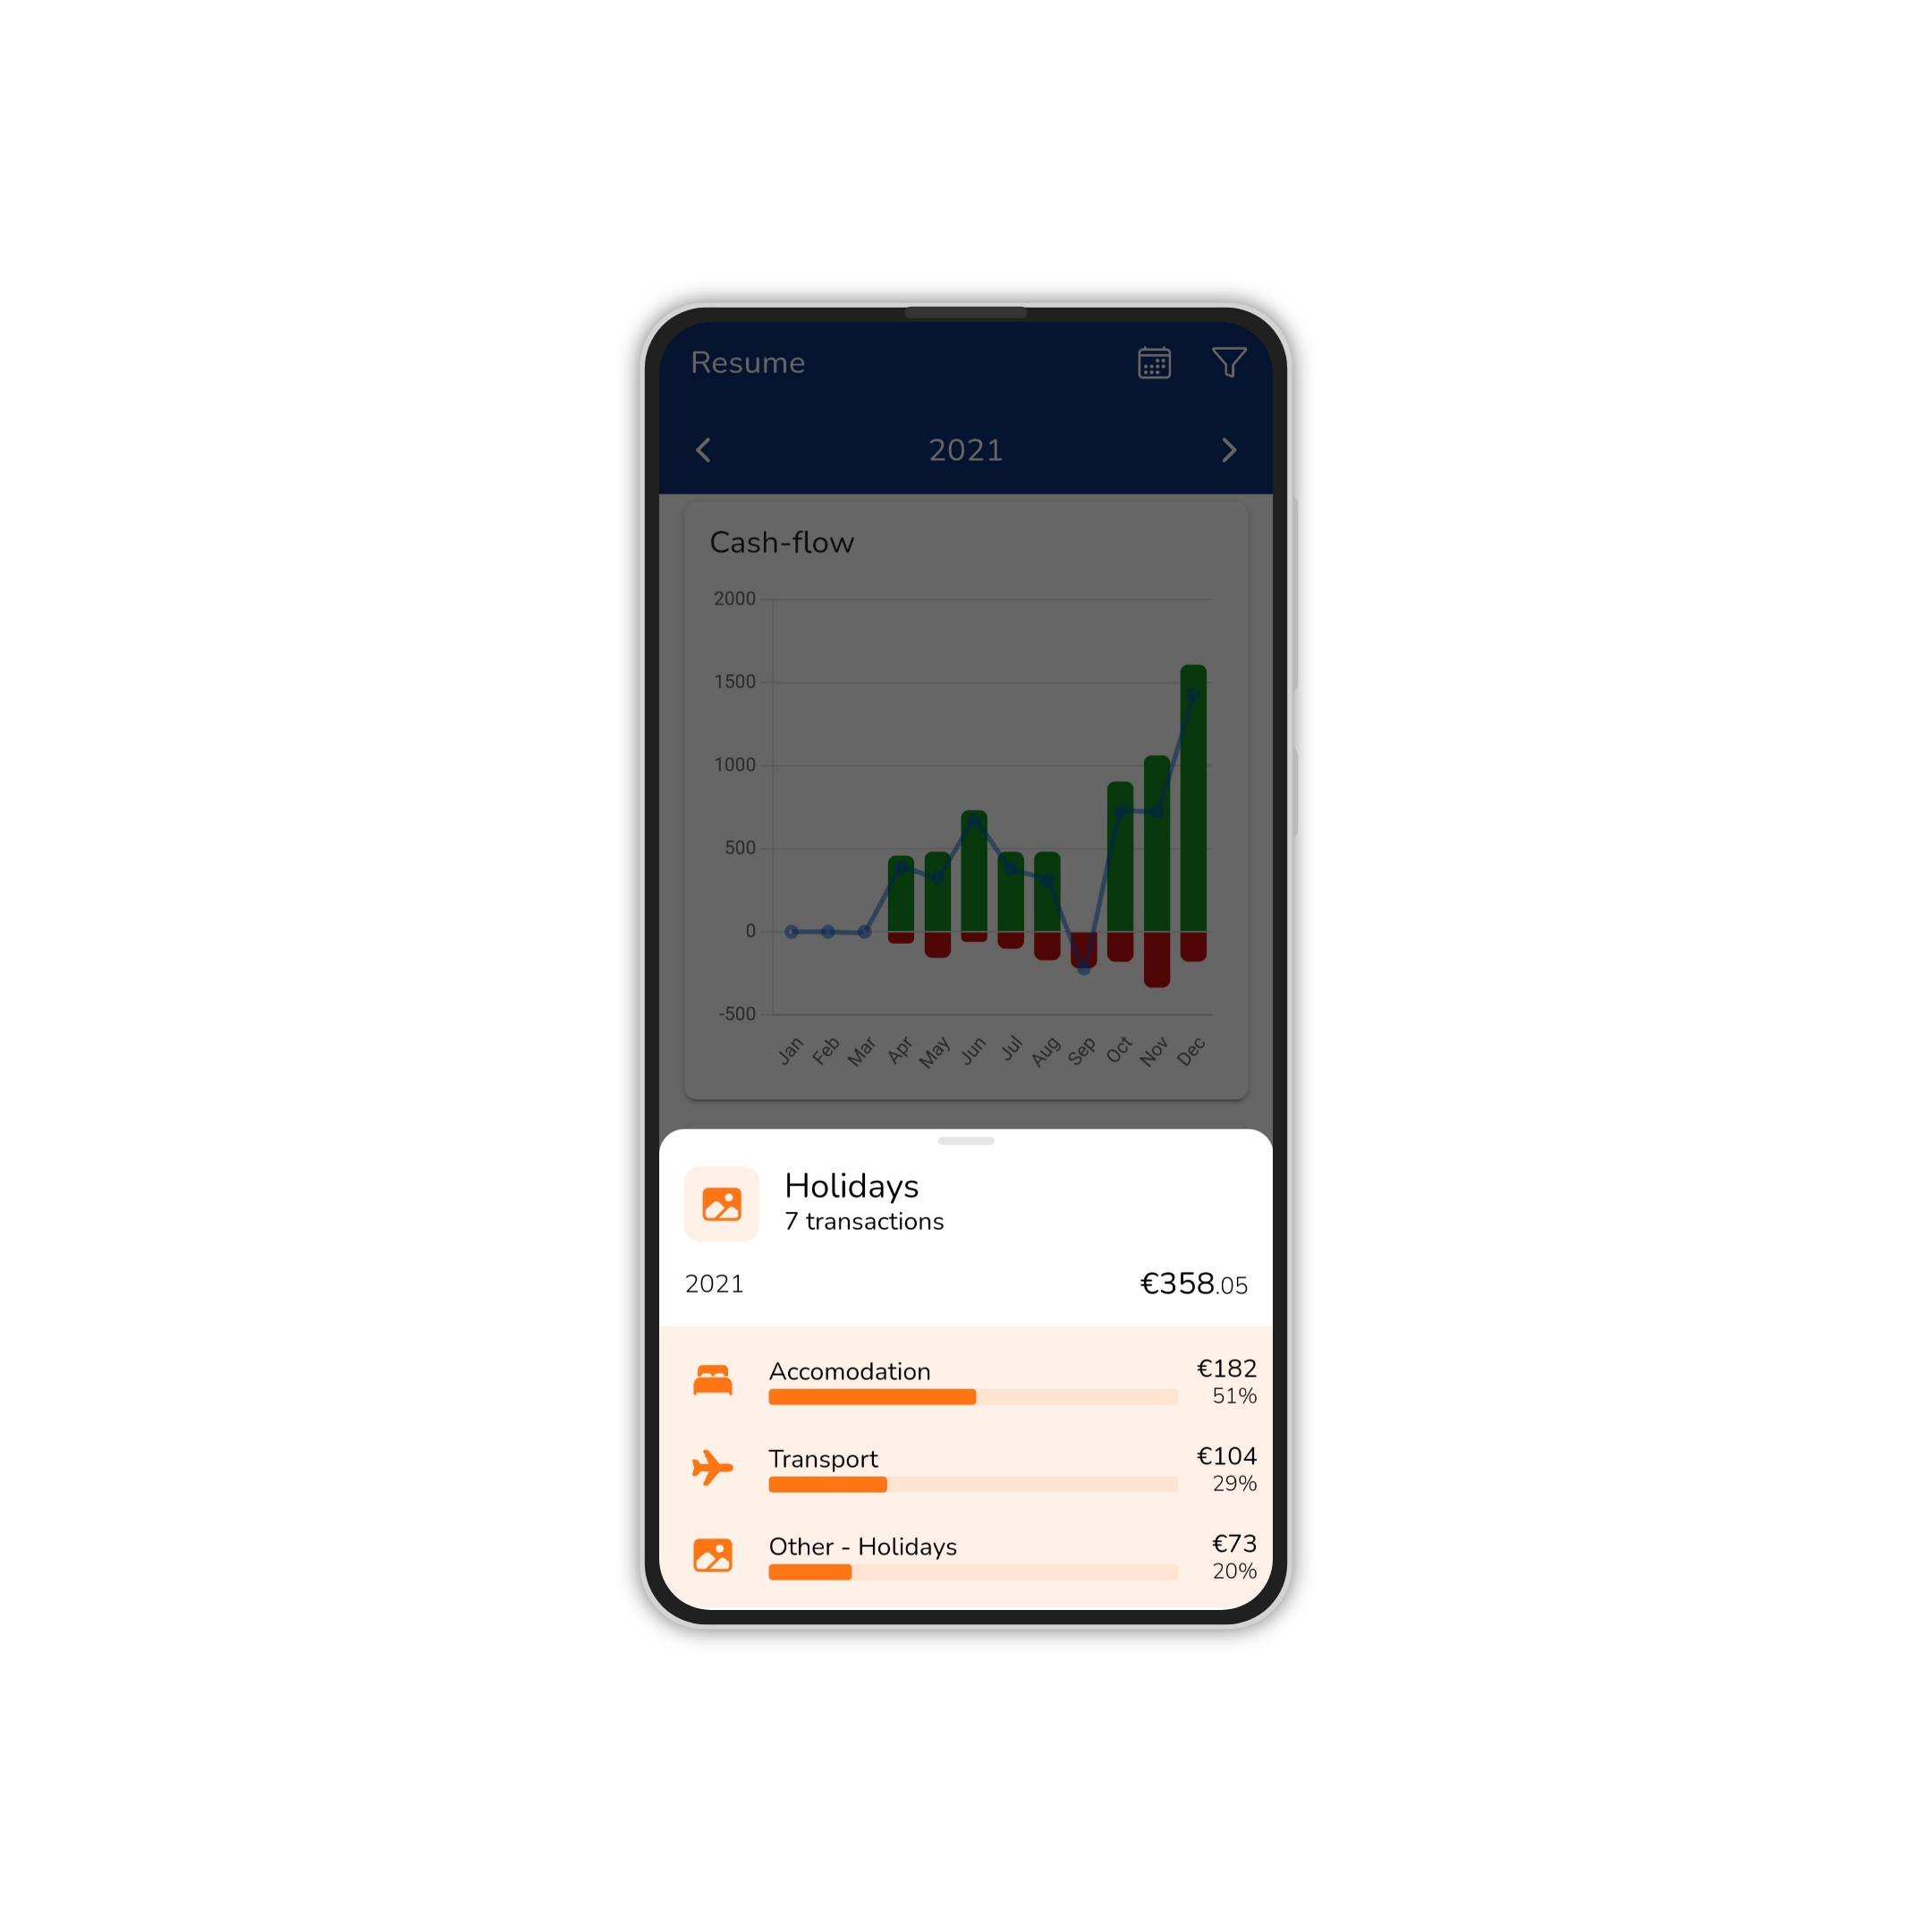 Resume
2021
Cash-flow
2000
1500
1000
500
0
-500
Jan Feb Mar Apr May Jun Jul Aug Sep Oct Nov Dec
Holidays
7 transactions
2021 €358.05
Accomodation €182
51%
Transport €104
29%
Other - Holidays €73
20%